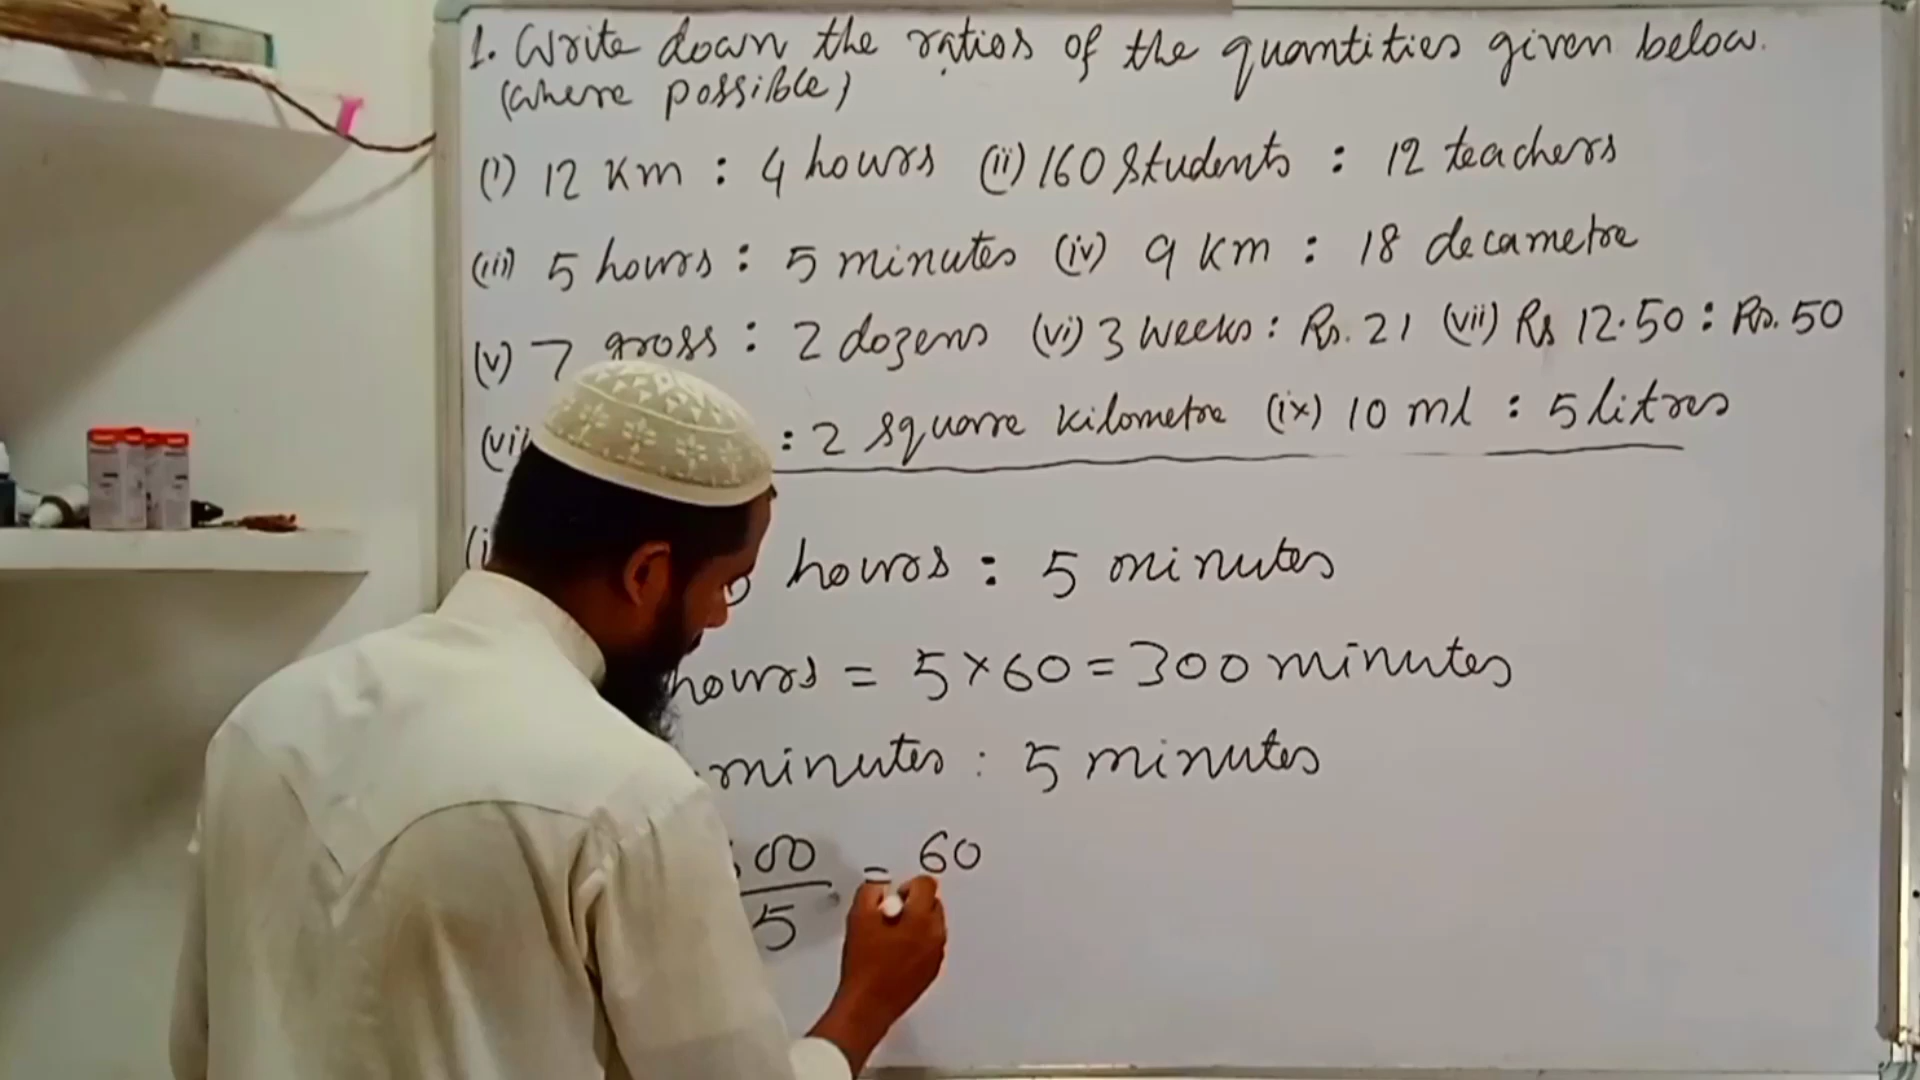 1. Write down the ratios of the quantities given below.
(where possible)
(i) 12 Km : 4 hours (ii) 160 Students : 12 teachers
(iii) 5 hours : 5 minutes (iv) 9 Km : 18 decametre
(v) 7 gross : 2 dozens (vi) 3 weeks : Rs. 21 (vii) Rs 12.50 : Rs. 50
: 2 square kilometre (ix) 10 ml : 5 litres
hours : 5 minutes
hours = 5×60 = 300 minutes
minutes : 5 minutes
300/5 = 60